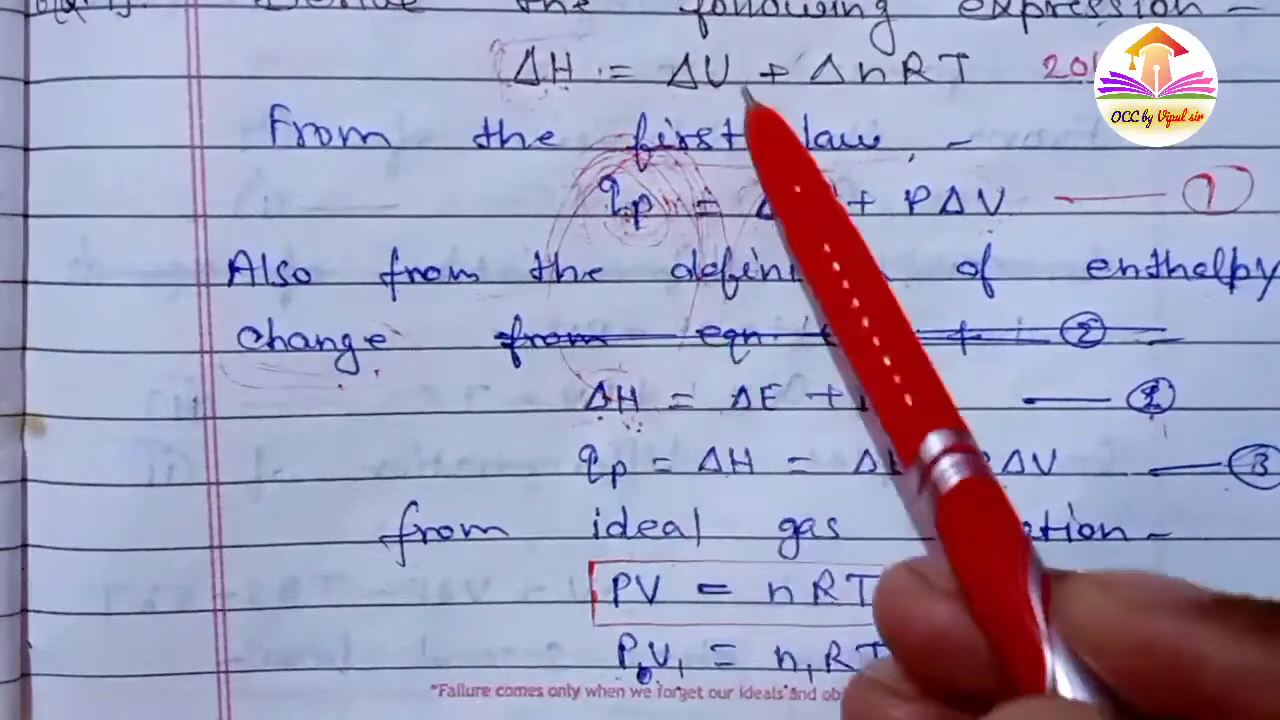 the following expression -
ΔH = ΔU + ΔnRT
OCC by Vipul sir
From the first law, -
qp = + PΔV — ①
Also from the of enthalpy
change from eqn ②
ΔH = ΔE + — ②
qp = ΔH = ΔV — ③
from ideal gas
PV = nRT
P₁V₁ = n₁RT
"Failure comes only when we forget our ideals and